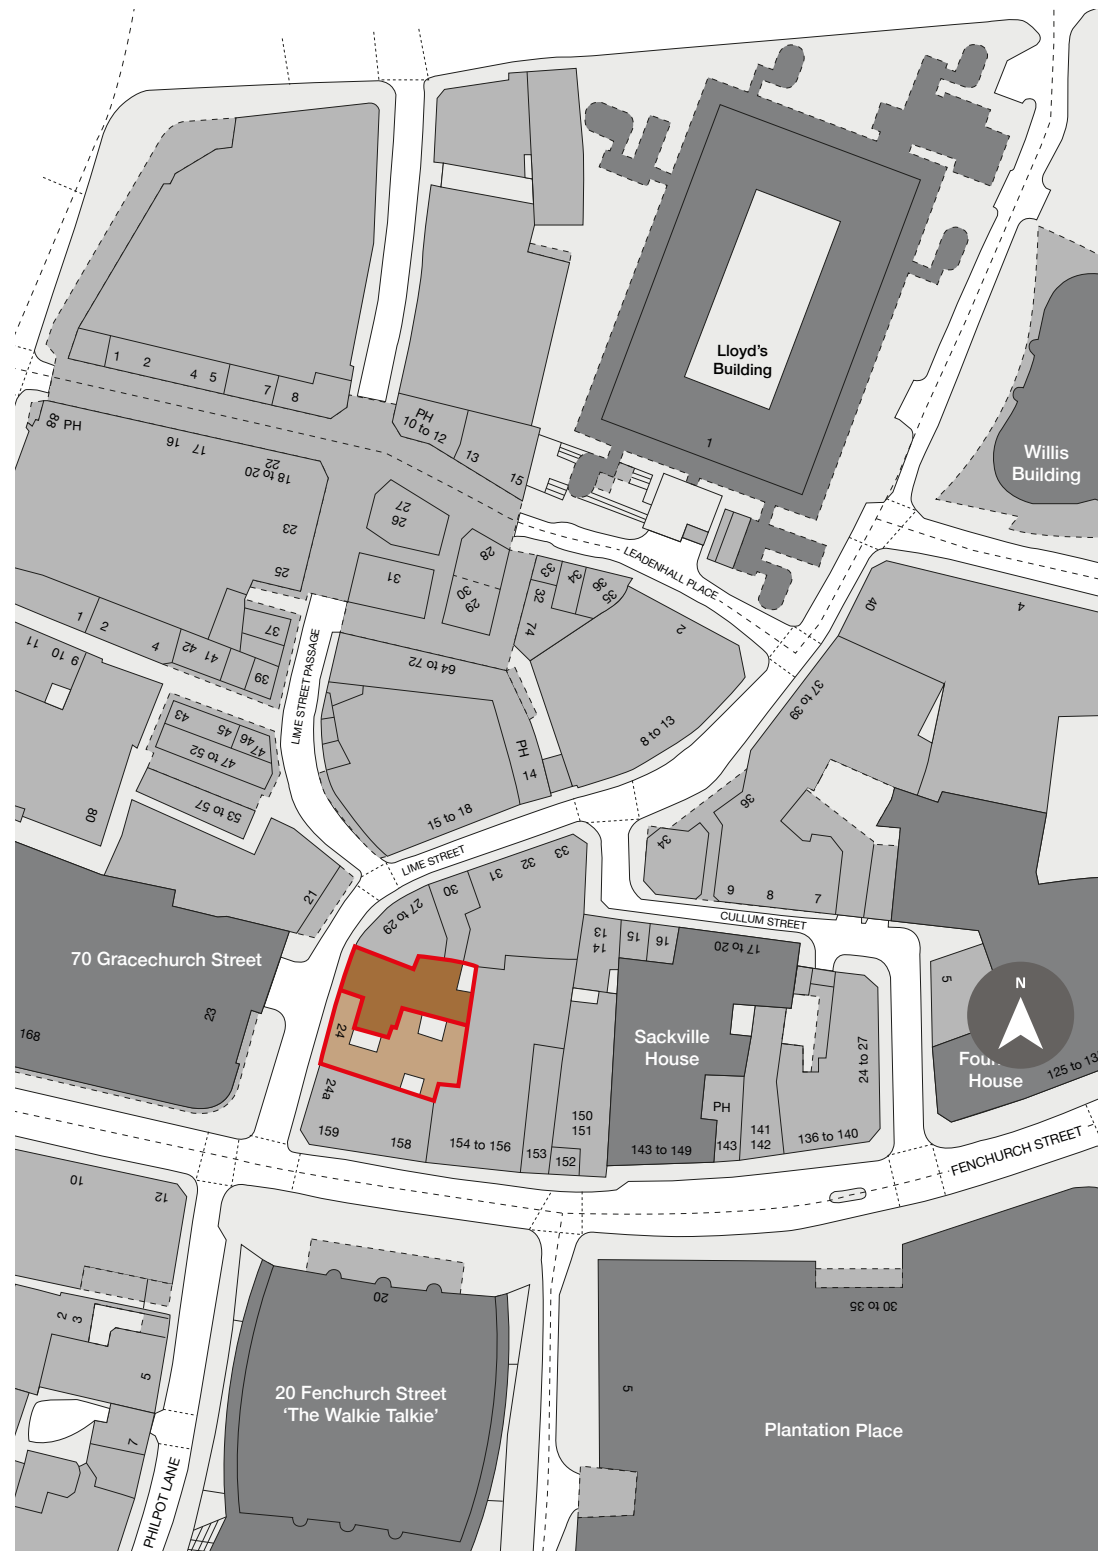 1
2
4
5
7
8
PH
10 to 12
13
15
Lloyd's
Building
1
Willis
Building
88
PH
16
17
22
18 to 20
23
25
27
26
28
31
30
29
33
34
36
35
32
74
LEADENHALL PLACE
2
40
4
1
2
4
42
41
37
39
11
10
9
LIME STREET PASSAGE
64 to 72
37 to 39
8 to 13
43
45
46
47
47 to 52
53 to 57
80
PH
14
15 to 18
36
34
LIME STREET
33
32
31
30
27 to 29
21
9
8
7
CULLUM STREET
70 Gracechurch Street
23
168
13
14
15
16
17 to 20
5
N
Sackville
House
24
24a
24 to 27
House
159
158
154 to 156
153
152
150
151
143 to 149
PH
143
141
142
136 to 140
FENCHURCH STREET
10
12
20
30 to 35
2
3
5
7
5
20 Fenchurch Street
‘The Walkie Talkie’
Plantation Place
PHILPOT LANE